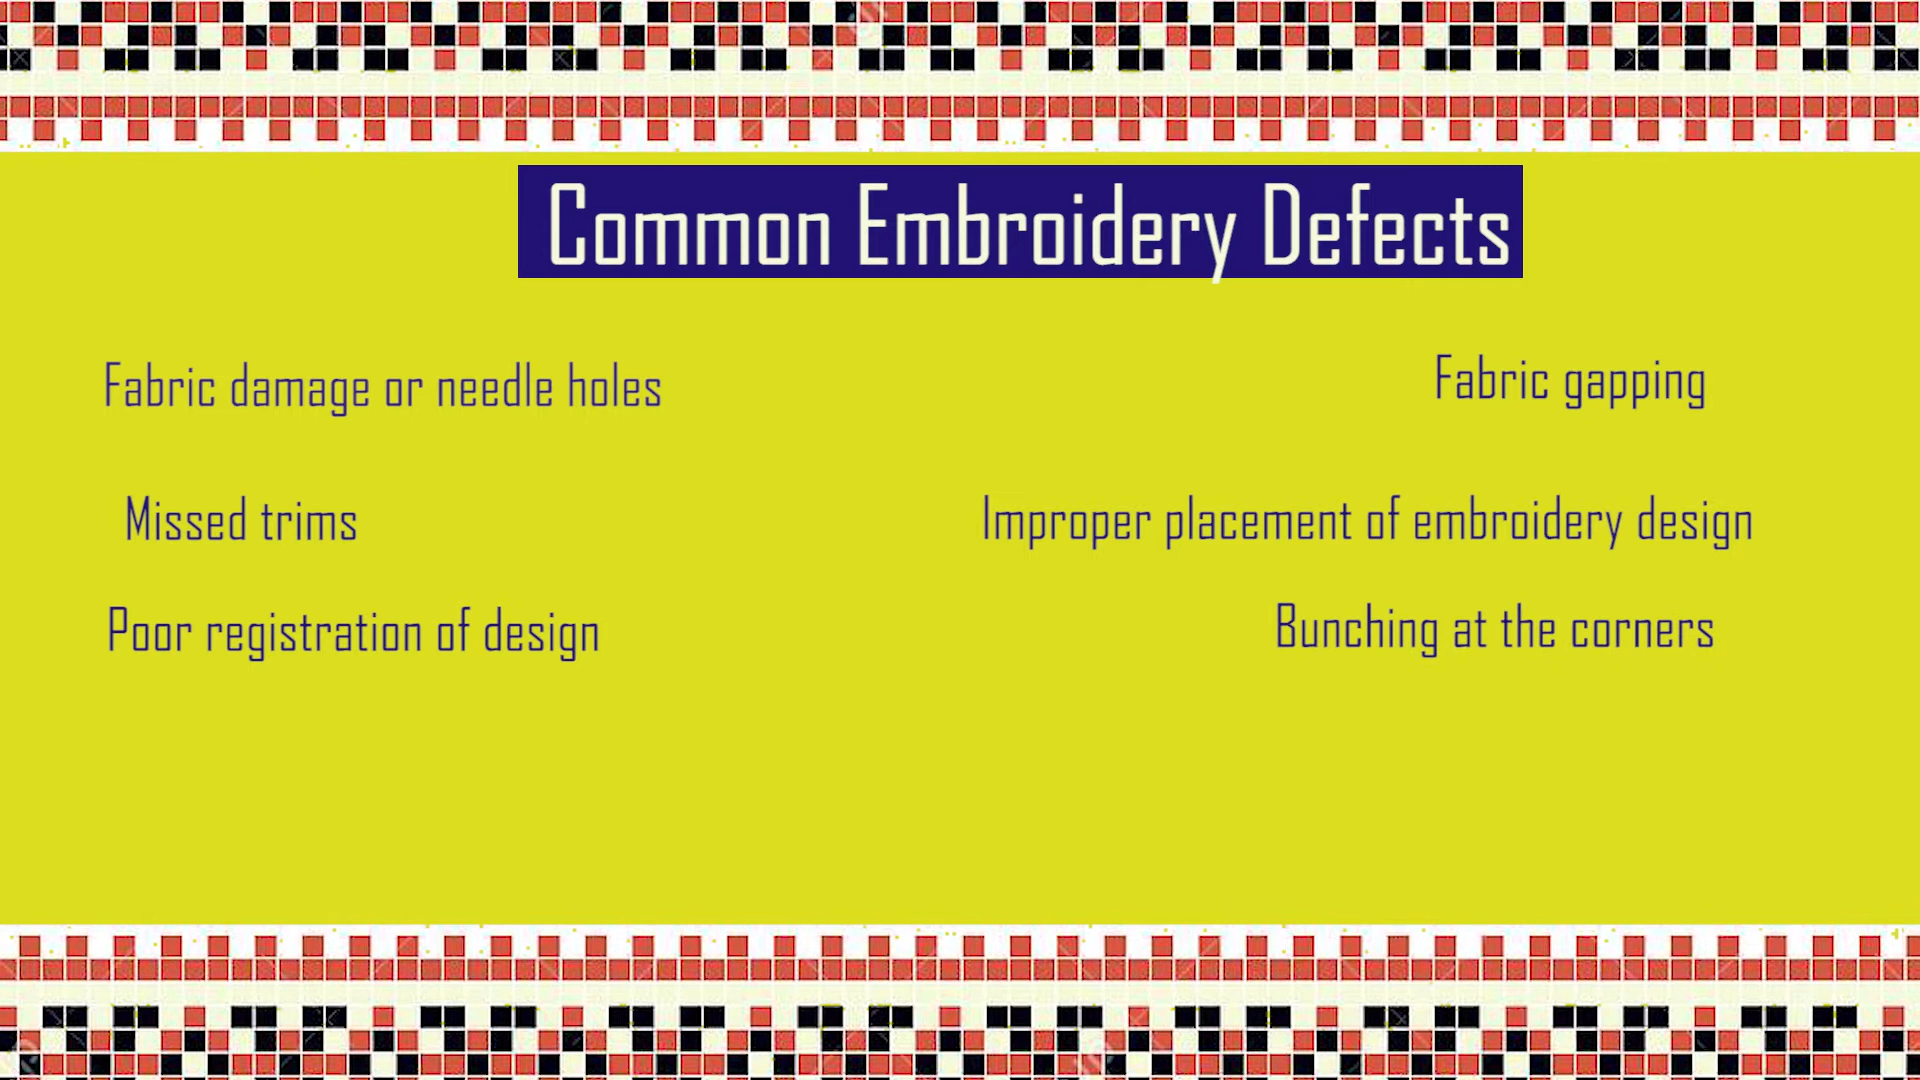 Common Embroidery Defects
Fabric damage or needle holes
Fabric gapping
Missed trims
Improper placement of embroidery design
Poor registration of design
Bunching at the corners